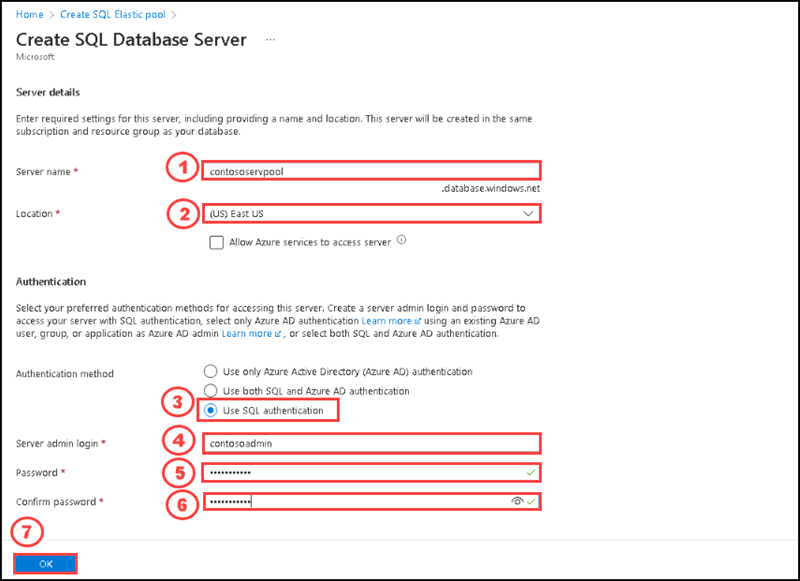 Home > Create SQL Elastic pool >
Create SQL Database Server ...
Microsoft
Server details
Enter required settings for this server, including providing a name and location. This server will be created in the same
subscription and resource group as your database.
Server name * 1 contososervpool
.database.windows.net
Location * 2 (US) East US
Allow Azure services to access server
Authentication
Select your preferred authentication methods for accessing this server. Create a server admin login and password to
access your server with SQL authentication, select only Azure AD authentication Learn more using an existing Azure AD
user, group, or application as Azure AD admin Learn more , or select both SQL and Azure AD authentication.
Authentication method Use only Azure Active Directory (Azure AD) authentication
Use both SQL and Azure AD authentication
3 Use SQL authentication
Server admin login * 4 contosoadmin
Password * 5 •••••••••••
Confirm password * 6 •••••••••••
7
OK